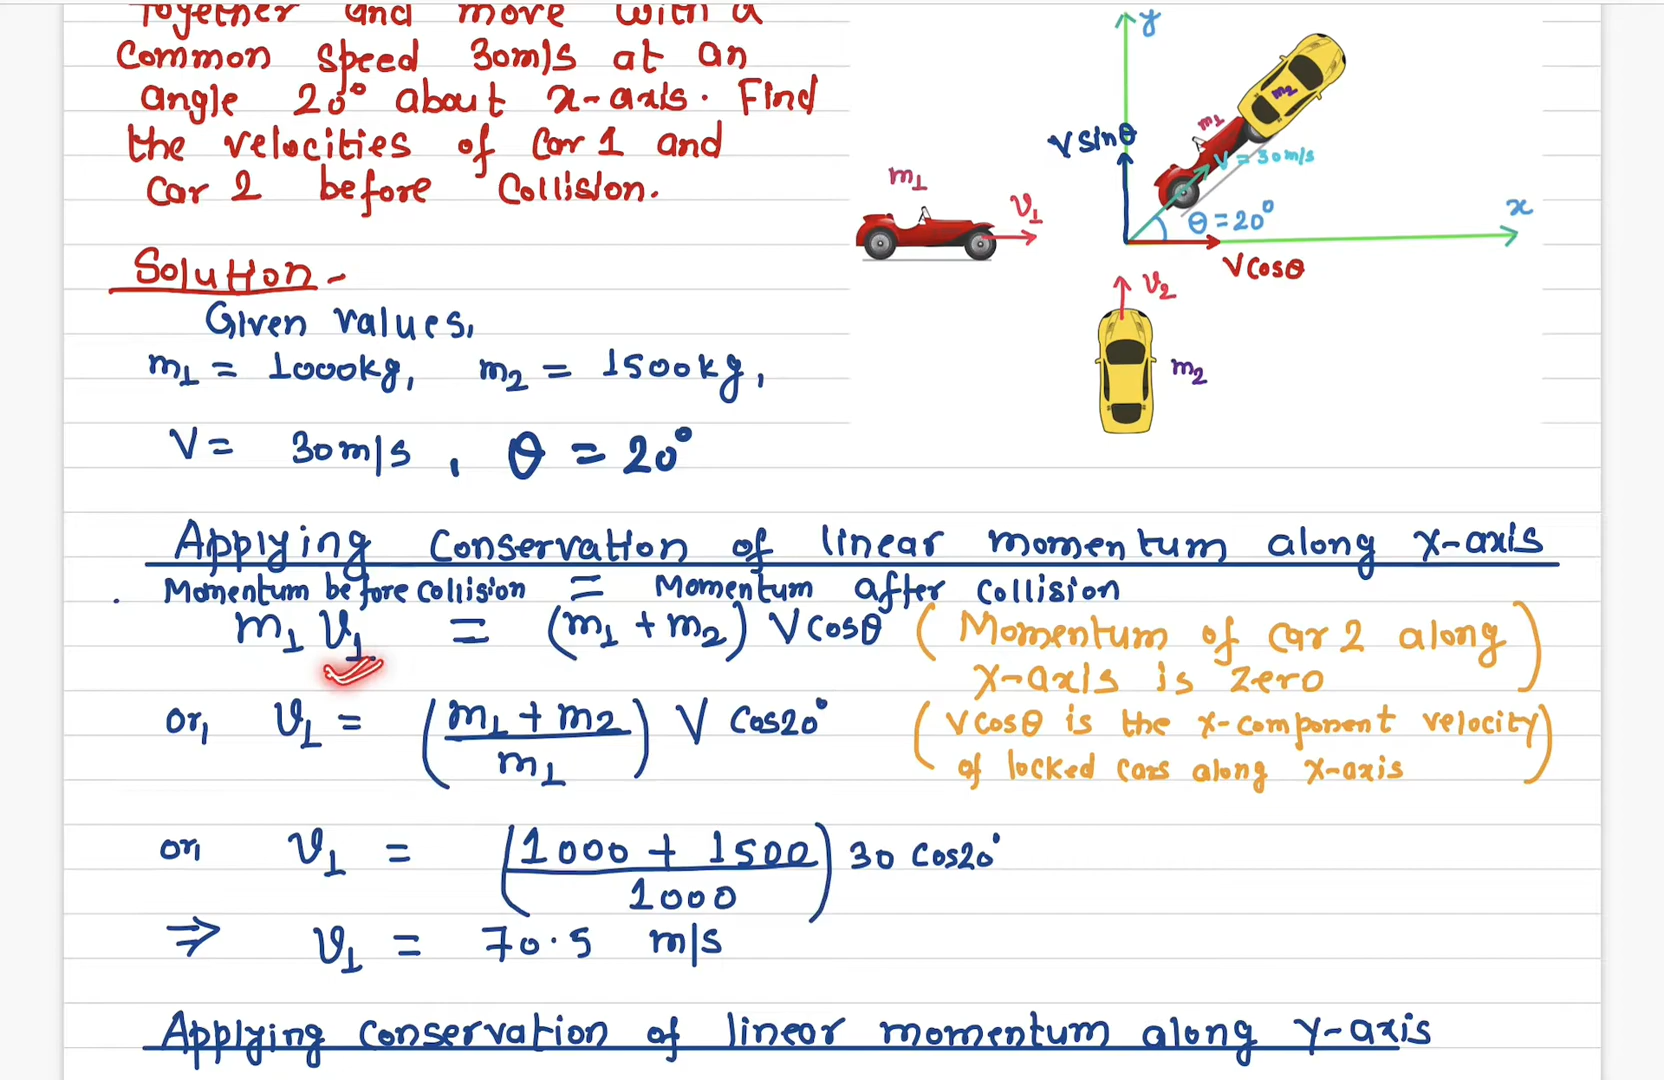 Together and move with a
common speed 30m/s at an
angle 20° about x-axis. Find
the velocities of Car 1 and
Car 2 before Collision.
Solution -
Given values,
m1 = 1000kg, m2 = 1500kg,
V = 30m/s , θ = 20°
y
m2
m1
V sinθ
V = 30m/s
m1
v1
θ = 20°
x
V cosθ
v2
m2
Applying Conservation of linear momentum along X-axis
Momentum before collision = Momentum after Collision
m1 v1 = (m1 + m2) V cosθ (Momentum of Car 2 along
X-axis is Zero)
or, v1 = (m1 + m2 / m1) V Cos20° (Vcosθ is the x-component velocity
of locked cars along X-axis)
or, v1 = (1000 + 1500 / 1000) 30 Cos20°
⇒ v1 = 70.5 m/s
Applying conservation of linear momentum along Y-axis